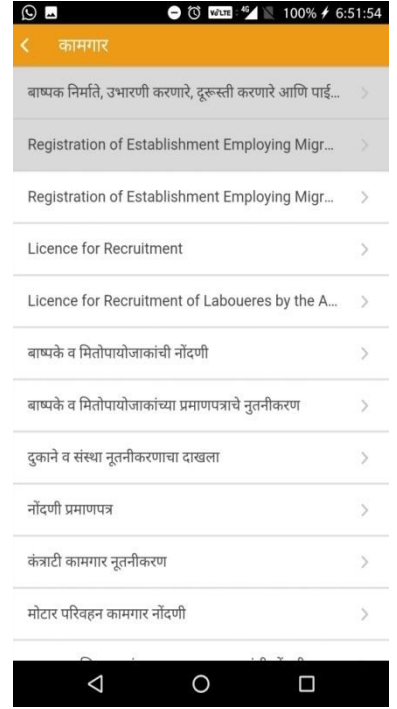 VoLTE 4G 100% 6:51:54
कामगार
बाष्पक निर्माते, उभारणी करणारे, दूरूस्ती करणारे आणि पाई...
Registration of Establishment Employing Migr...
Registration of Establishment Employing Migr...
Licence for Recruitment
Licence for Recruitment of Laboueres by the A...
बाष्पके व मितोपायोजाकांची नोंदणी
बाष्पके व मितोपायोजाकांच्या प्रमाणपत्राचे नुतनीकरण
दुकाने व संस्था नूतनीकरणाचा दाखला
नोंदणी प्रमाणपत्र
कंत्राटी कामगार नूतनीकरण
मोटार परिवहन कामगार नोंदणी